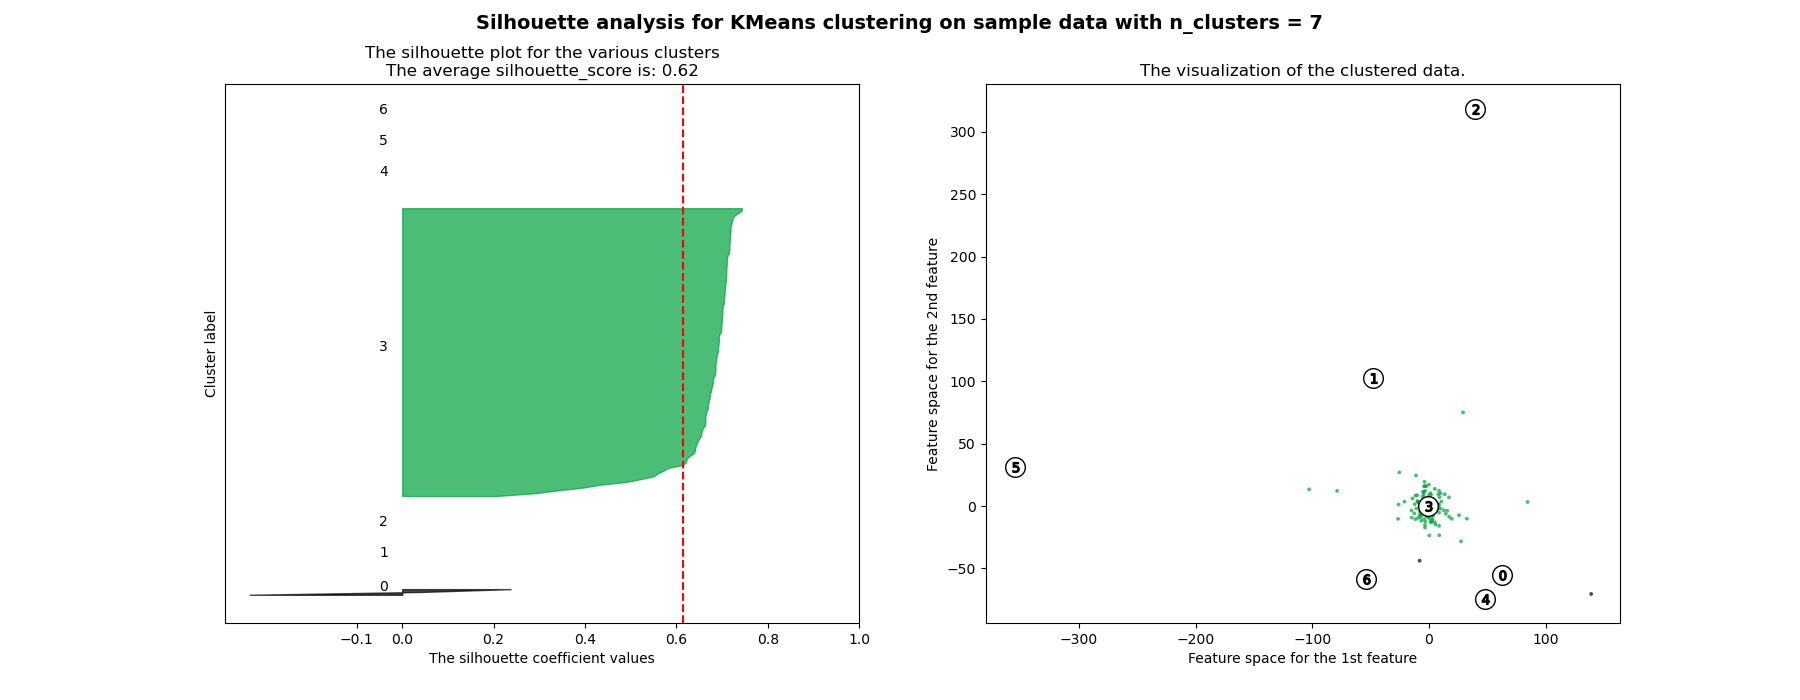 Silhouette analysis for KMeans clustering on sample data with n_clusters = 7
The silhouette plot for the various clusters
The average silhouette_score is: 0.62
6
5
4
3
2
1
0
Cluster label
−0.1 0.0 0.2 0.4 0.6 0.8 1.0
The silhouette coefficient values
The visualization of the clustered data.
300
250
200
150
100
50
0
−50
Feature space for the 2nd feature
2
1
5
3
6
0
4
−300 −200 −100 0 100
Feature space for the 1st feature